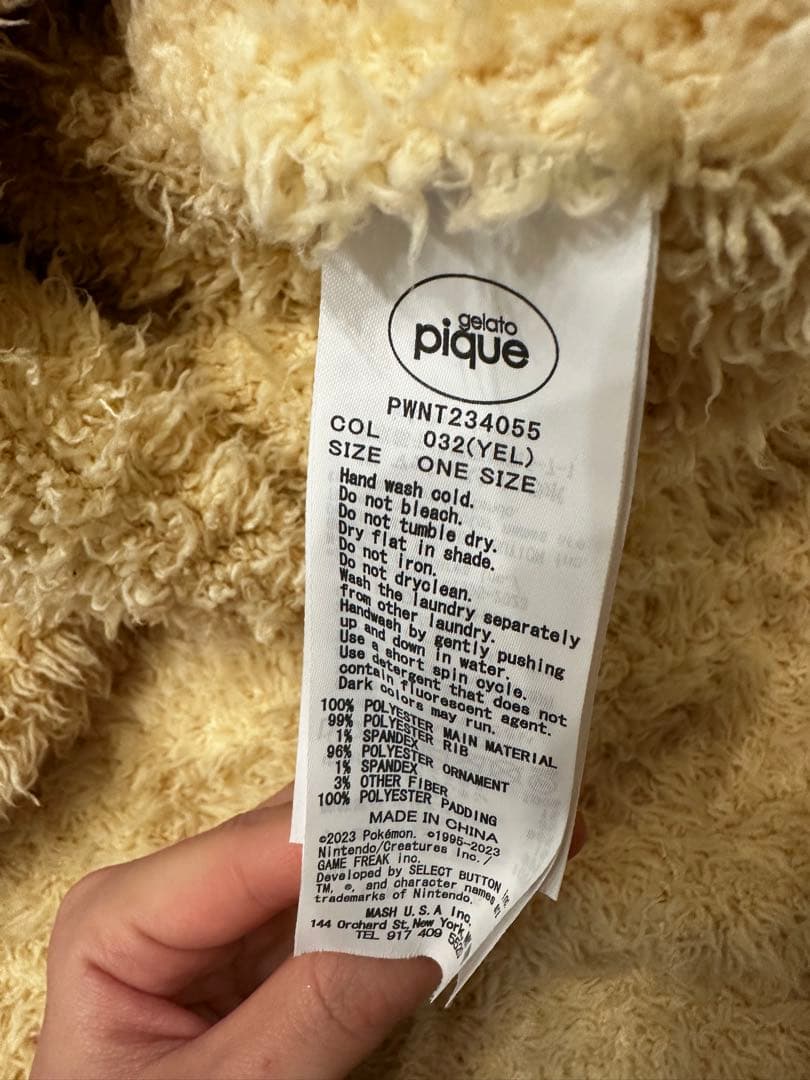 gelato
pique
PWNT234055
COL 032(YEL)
SIZE ONE SIZE
Hand wash cold.
Do not bleach.
Do not tumble dry.
Dry flat in shade.
Do not iron.
Do not dryclean.
Wash the laundry separately
from other laundry.
Handwash by gently pushing
up and down in water.
Use a short spin cycle.
Use detergent that does not
contain fluorescent agent.
Dark colors may run.
100% POLYESTER MAIN MATERIAL
99% POLYESTER RIB
1% SPANDEX
96% POLYESTER ORNAMENT
1% SPANDEX
3% OTHER FIBER
100% POLYESTER PADDING
MADE IN CHINA
©2023 Pokémon. ©1995-2023
Nintendo/Creatures Inc./
GAME FREAK inc.
Developed by SELECT BUTTON inc.
TM, ®, and character names are
trademarks of Nintendo.
MASH U.S.A Inc.
144 Orchard St, New York,
TEL 917 409